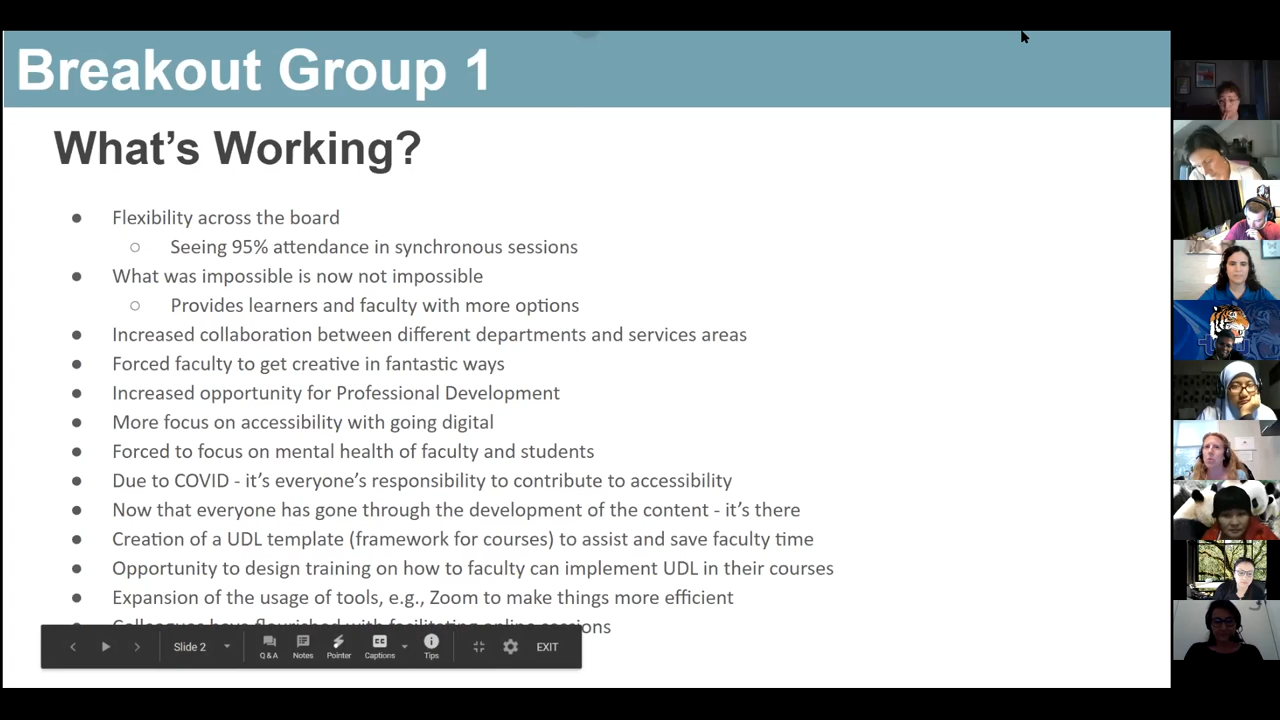 Breakout Group 1
What's Working?
● Flexibility across the board
○ Seeing 95% attendance in synchronous sessions
● What was impossible is now not impossible
○ Provides learners and faculty with more options
● Increased collaboration between different departments and services areas
● Forced faculty to get creative in fantastic ways
● Increased opportunity for Professional Development
● More focus on accessibility with going digital
● Forced to focus on mental health of faculty and students
● Due to COVID - it's everyone's responsibility to contribute to accessibility
● Now that everyone has gone through the development of the content - it's there
● Creation of a UDL template (framework for courses) to assist and save faculty time
● Opportunity to design training on how to faculty can implement UDL in their courses
● Expansion of the usage of tools, e.g., Zoom to make things more efficient
● Colleagues have flourished with facilitating online sessions
Slide 2
Q & A
Notes
Pointer
Captions
Tips
EXIT